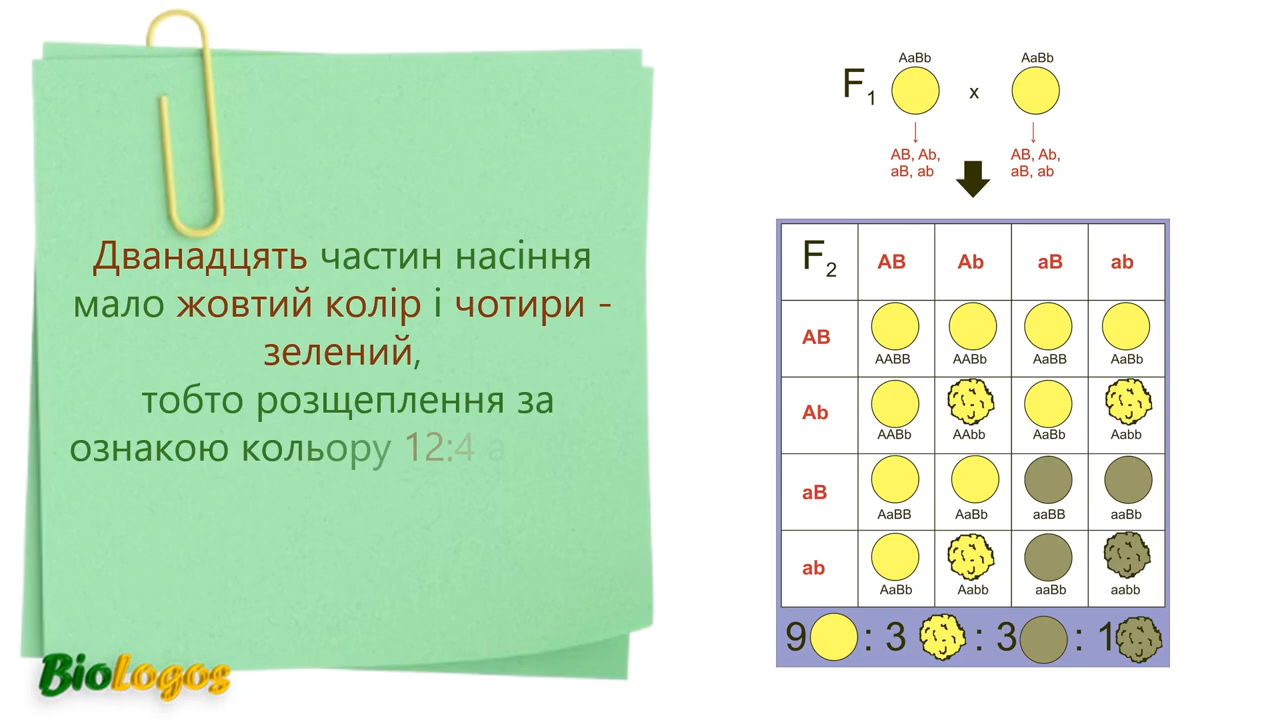 Дванадцять частин насіння
мало жовтий колір і чотири -
зелений,
тобто розщеплення за
ознакою кольору 12:4 а
BioLogos
AaBb AaBb
F1 x
AB, Ab, AB, Ab,
aB, ab aB, ab
F2 AB Ab aB ab
AB
AABB AABb AaBB AaBb
Ab
AABb AAbb AaBb Aabb
aB
AaBB AaBb aaBB aaBb
ab
AaBb Aabb aaBb aabb
9 : 3 : 3 : 1